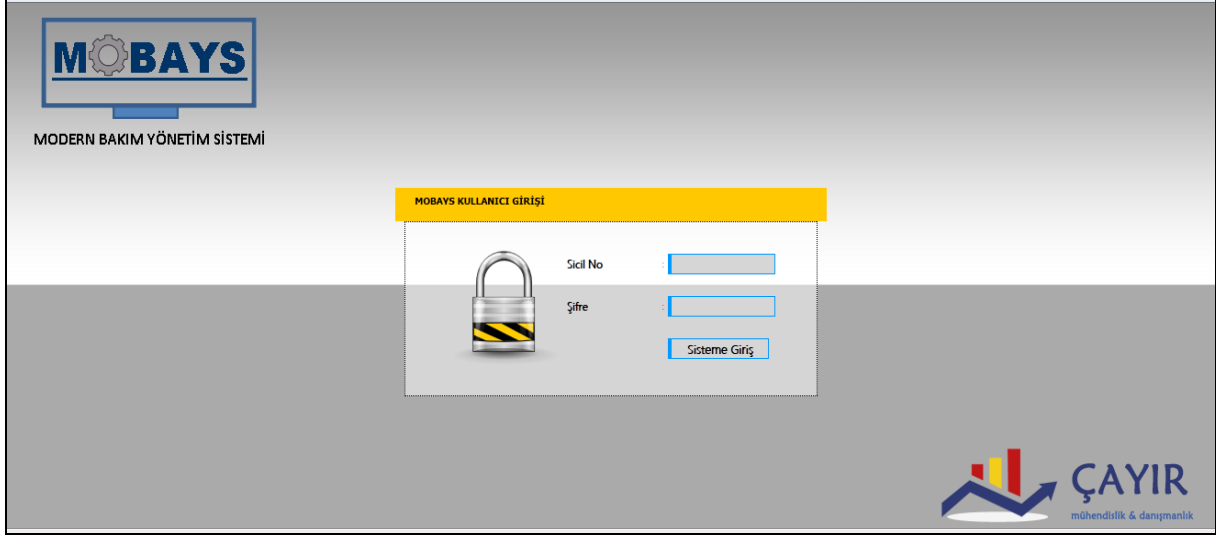 MOBAYS
MODERN BAKIM YÖNETİM SİSTEMİ
MOBAYS KULLANICI GİRİŞİ
Sicil No :
Şifre :
Sisteme Giriş
ÇAYIR
mühendislik & danışmanlık